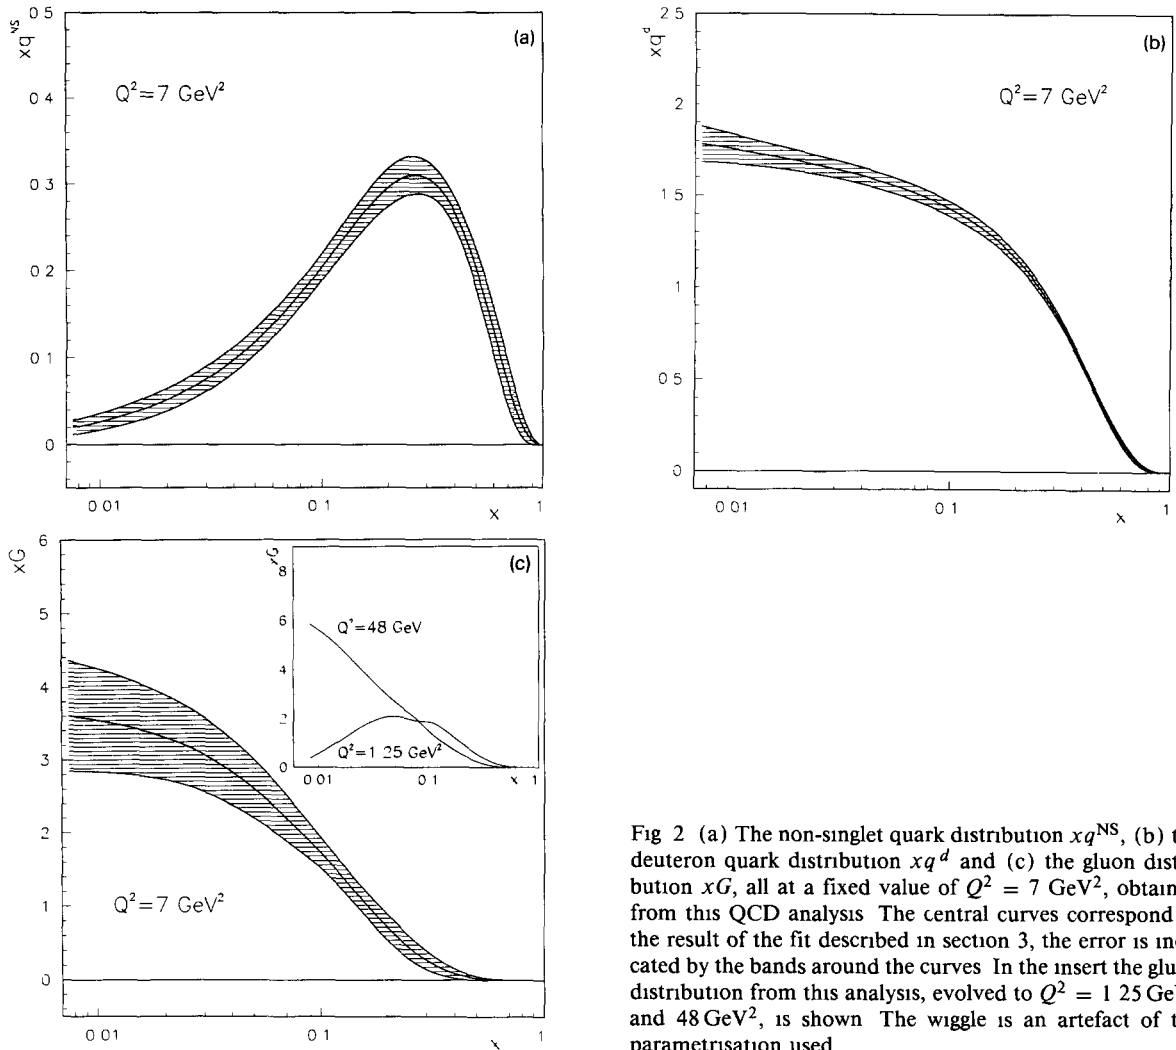 xq^NS
0 5
0 4
0 3
0 2
0 1
0
(a)
Q²=7 GeV²
0 01
0 1
x
1
xq^d
2 5
2
1 5
1
0 5
0
(b)
Q²=7 GeV²
0 01
0 1
x
1
xG
6
5
4
3
2
1
0
(c)
Q²=7 GeV²
0 01
0 1
x
1
xG
8
6
4
2
0
Q²=48 GeV
Q²=1 25 GeV²
0 01
0 1
x
1
Fig 2 (a) The non-singlet quark distribution xq^NS, (b) t
deuteron quark distribution xq^d and (c) the gluon dist
bution xG, all at a fixed value of Q² = 7 GeV², obtain
from this QCD analysis The central curves correspond
the result of the fit described in section 3, the error is in
cated by the bands around the curves In the insert the glu
distribution from this analysis, evolved to Q² = 1 25 GeV
and 48 GeV², is shown The wiggle is an artefact of t
parametrisation used